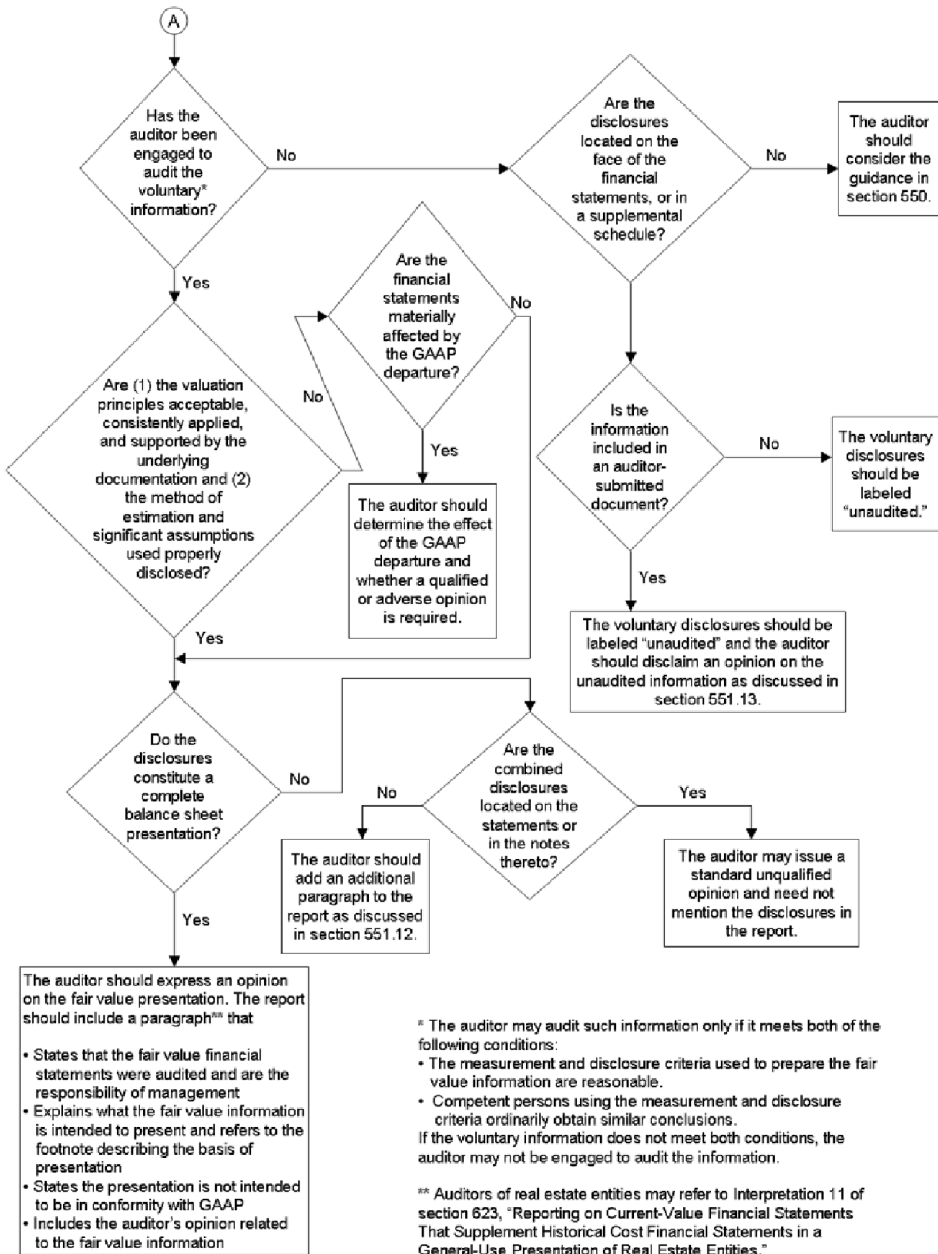 A
Has the
auditor been
engaged to
audit the
voluntary*
information?
No
Are the
disclosures
located on the
face of the
financial
statements, or in
a supplemental
schedule?
No
The auditor
should
consider the
guidance in
section 550.
Yes
Are the
financial
statements
materially
affected by
the GAAP
departure?
No
Are (1) the valuation
principles acceptable,
consistently applied,
and supported by the
underlying
documentation and (2)
the method of
estimation and
significant assumptions
used properly
disclosed?
No
Yes
The auditor should
determine the effect
of the GAAP
departure and
whether a qualified
or adverse opinion
is required.
Is the
information
included in
an auditor-
submitted
document?
No
The voluntary
disclosures
should be
labeled
“unaudited.”
Yes
The voluntary disclosures should be
labeled “unaudited” and the auditor
should disclaim an opinion on the
unaudited information as discussed in
section 551.13.
Yes
Do the
disclosures
constitute a
complete
balance sheet
presentation?
No
Are the
combined
disclosures
located on the
statements or
in the notes
thereto?
No
The auditor should
add an additional
paragraph to the
report as discussed
in section 551.12.
Yes
The auditor may issue a
standard unqualified
opinion and need not
mention the disclosures in
the report.
Yes
The auditor should express an opinion
on the fair value presentation. The report
should include a paragraph** that
• States that the fair value financial
statements were audited and are the
responsibility of management
• Explains what the fair value information
is intended to present and refers to the
footnote describing the basis of
presentation
• States the presentation is not intended
to be in conformity with GAAP
• Includes the auditor’s opinion related
to the fair value information
* The auditor may audit such information only if it meets both of the
following conditions:
• The measurement and disclosure criteria used to prepare the fair
value information are reasonable.
• Competent persons using the measurement and disclosure
criteria ordinarily obtain similar conclusions.
If the voluntary information does not meet both conditions, the
auditor may not be engaged to audit the information.
** Auditors of real estate entities may refer to Interpretation 11 of
section 623, “Reporting on Current-Value Financial Statements
That Supplement Historical Cost Financial Statements in a
General-Use Presentation of Real Estate Entities.”